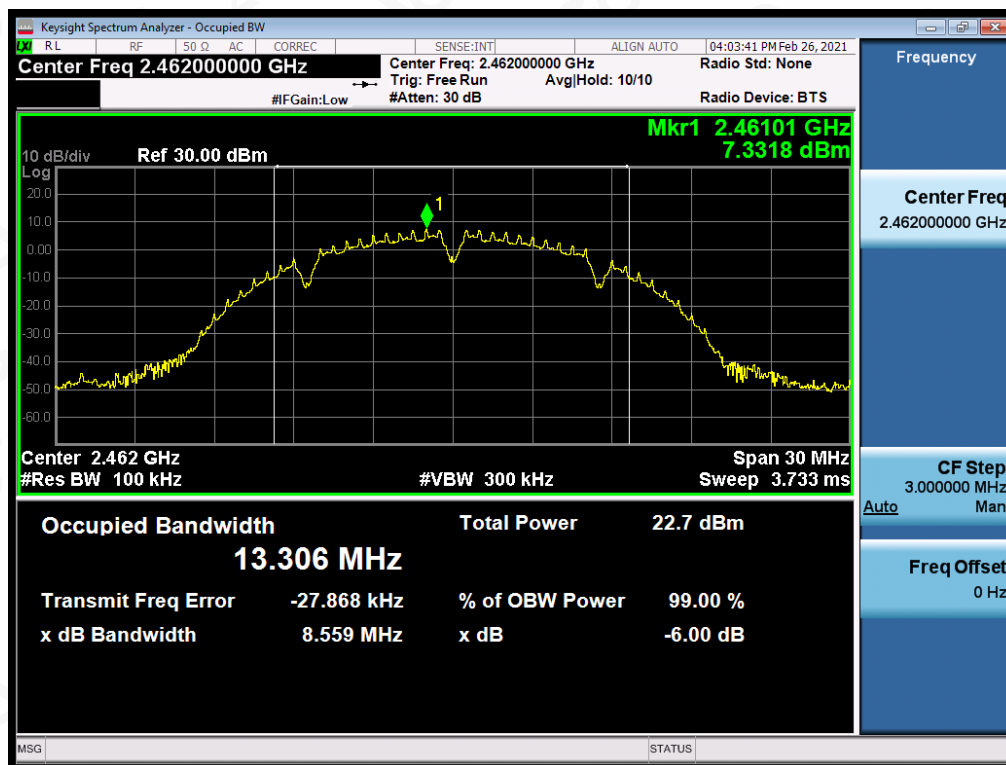 Keysight Spectrum Analyzer - Occupied BW
LXI RL RF 50 Ω AC CORREC SENSE:INT ALIGN AUTO 04:03:41 PM Feb 26, 2021
Center Freq 2.462000000 GHz
Center Freq: 2.462000000 GHz Radio Std: None
Trig: Free Run Avg|Hold: 10/10
#IFGain:Low #Atten: 30 dB Radio Device: BTS
Mkr1 2.46101 GHz
7.3318 dBm
10 dB/div Ref 30.00 dBm
Log
20.0
10.0
0.00
-10.0
-20.0
-30.0
-40.0
-50.0
-60.0
1
Center 2.462 GHz Span 30 MHz
#Res BW 100 kHz #VBW 300 kHz Sweep 3.733 ms
Occupied Bandwidth Total Power 22.7 dBm
13.306 MHz
Transmit Freq Error -27.868 kHz % of OBW Power 99.00 %
x dB Bandwidth 8.559 MHz x dB -6.00 dB
MSG STATUS
Frequency
Center Freq
2.462000000 GHz
CF Step
3.000000 MHz
Auto Man
Freq Offset
0 Hz